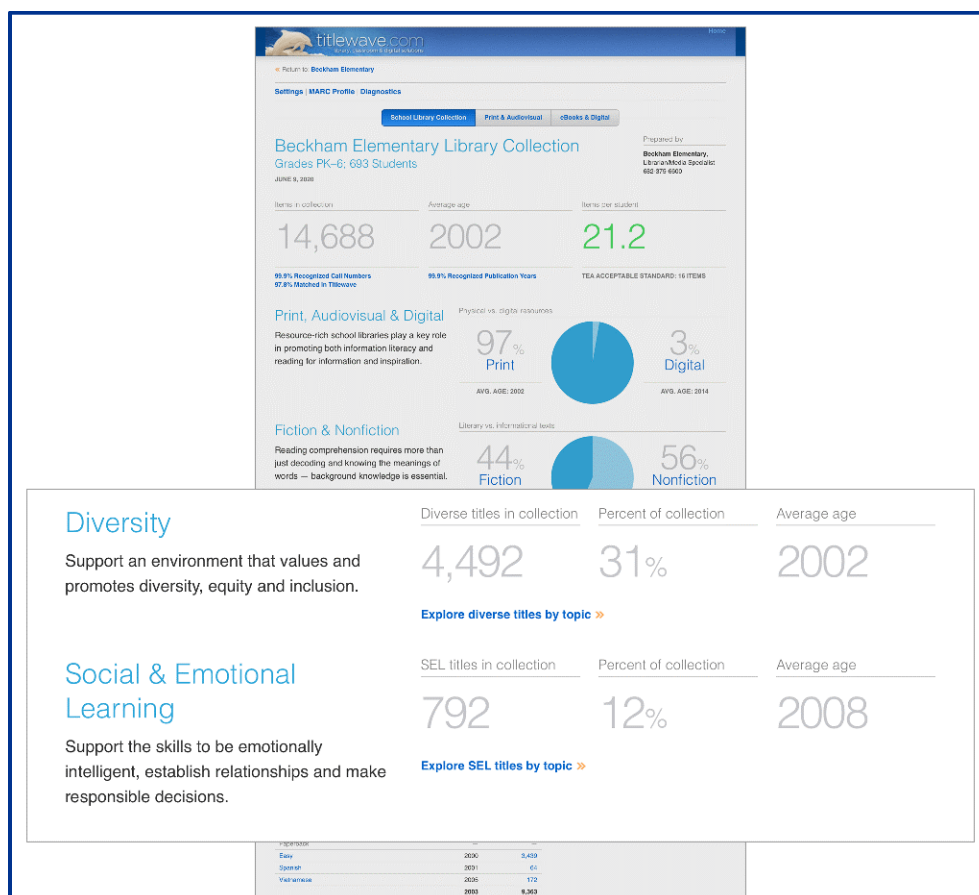 titlewave.com
Home
« Return to: Beckham Elementary
Settings | MARC Profile Diagnostics
School Library Collection Print & Audiovisual eBooks & Digital
Beckham Elementary Library Collection
Grades PK–6; 693 Students
Prepared by
Beckham Elementary,
Librarian/Media Specialist
682-375-6600
Items in collection Average age Items per student
14,688 2002 21.2
99.9% Recognized Call Numbers 99.9% Recognized Publication Years TEA ACCEPTABLE STANDARD: 16 ITEMS
97.8% Matched in Titlewave
Print, Audiovisual & Digital
Physical vs. digital resources
Resource-rich school libraries play a key role
in promoting both information literacy and
reading for information and inspiration.
97% Print
AVG. AGE: 2002
3% Digital
AVG. AGE: 2014
Fiction & Nonfiction
Literary vs. informational texts
Reading comprehension requires more than
just decoding and knowing the meanings of
words — background knowledge is essential.
44% Fiction
56% Nonfiction
Diversity
Support an environment that values and
promotes diversity, equity and inclusion.
Diverse titles in collection Percent of collection Average age
4,492 31% 2002
Explore diverse titles by topic »
Social & Emotional
Learning
Support the skills to be emotionally
intelligent, establish relationships and make
responsible decisions.
SEL titles in collection Percent of collection Average age
792 12% 2008
Explore SEL titles by topic »
Paperback — —
Easy 2000 3,439
Spanish 2001 64
Vietnamese 2005 172
2003 9,363